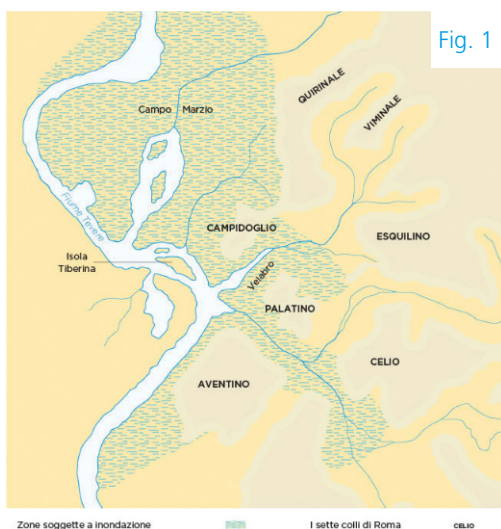 Fig. 1
QUIRINALE
VIMINALE
Campo Marzio
Fiume Tevere
CAMPIDOGLIO
ESQUILINO
Isola
Tiberina
Velabro
PALATINO
CELIO
AVENTINO
Zone soggette a inondazione
I sette colli di Roma CELIO